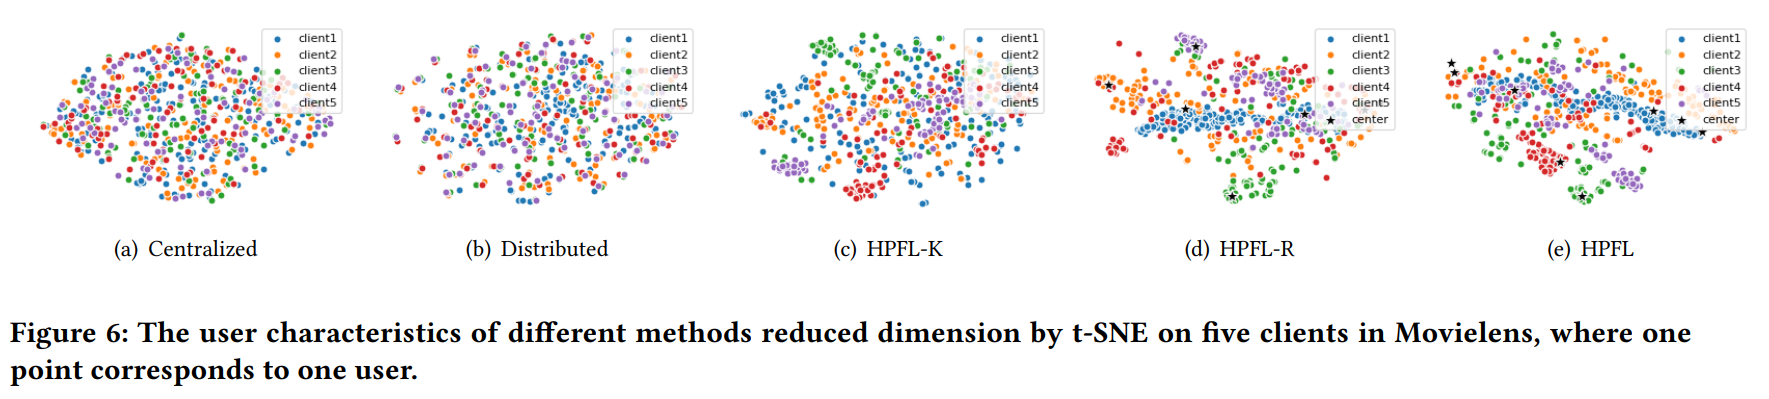 client1
client2
client3
client4
client5
client1
client2
client3
client4
client5
client1
client2
client3
client4
client5
client1
client2
client3
client4
client5
center
client1
client2
client3
client4
client5
center
(a) Centralized
(b) Distributed
(c) HPFL-K
(d) HPFL-R
(e) HPFL
Figure 6: The user characteristics of different methods reduced dimension by t-SNE on five clients in Movielens, where one
point corresponds to one user.